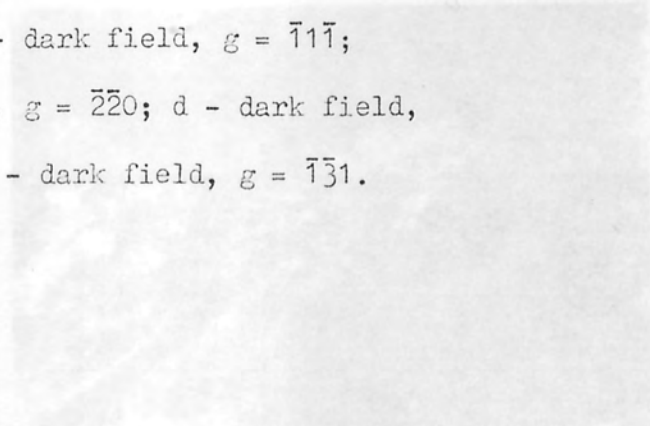 - dark field, g = 1̄11̄;
g = 2̄2̄0; d - dark field,
- dark field, g = 1̄3̄1.